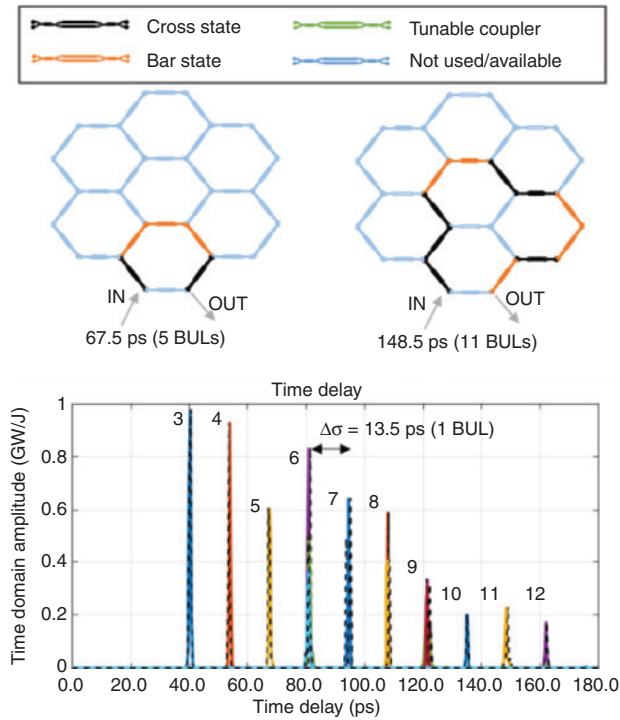 Cross state
Tunable coupler
Bar state
Not used/available
IN
OUT
67.5 ps (5 BULs)
IN
OUT
148.5 ps (11 BULs)
Time delay
Time domain amplitude (GW/J)
1
0.8
0.6
0.4
0.2
0
3
4
5
6
7
8
9
10
11
12
Δσ = 13.5 ps (1 BUL)
0.0 20.0 40.0 60.0 80.0 100.0 120.0 140.0 160.0 180.0
Time delay (ps)